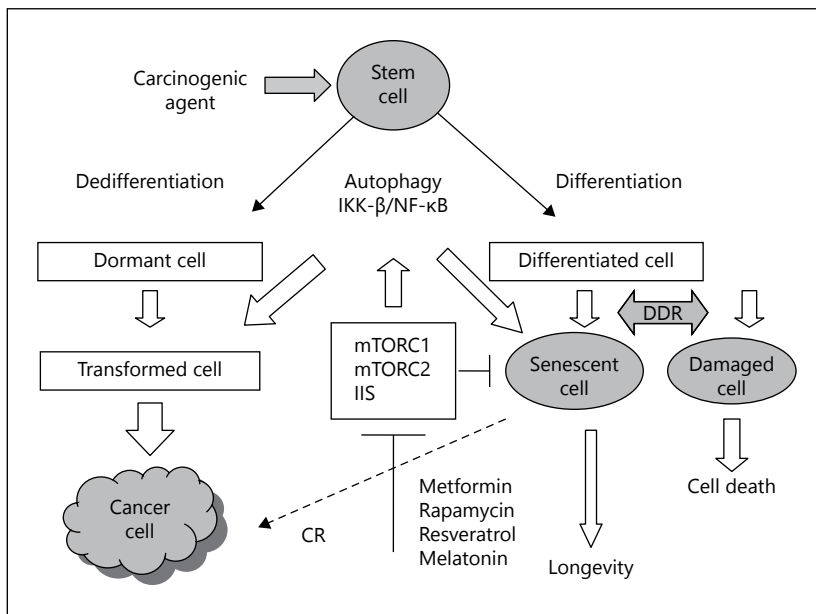 Carcinogenic
agent
Stem
cell
Dedifferentiation
Autophagy
IKK-β/NF-κB
Differentiation
Dormant cell
Differentiated cell
DDR
Transformed cell
mTORC1
mTORC2
IIS
Senescent
cell
Damaged
cell
Cancer
cell
CR
Metformin
Rapamycin
Resveratrol
Melatonin
Cell death
Longevity